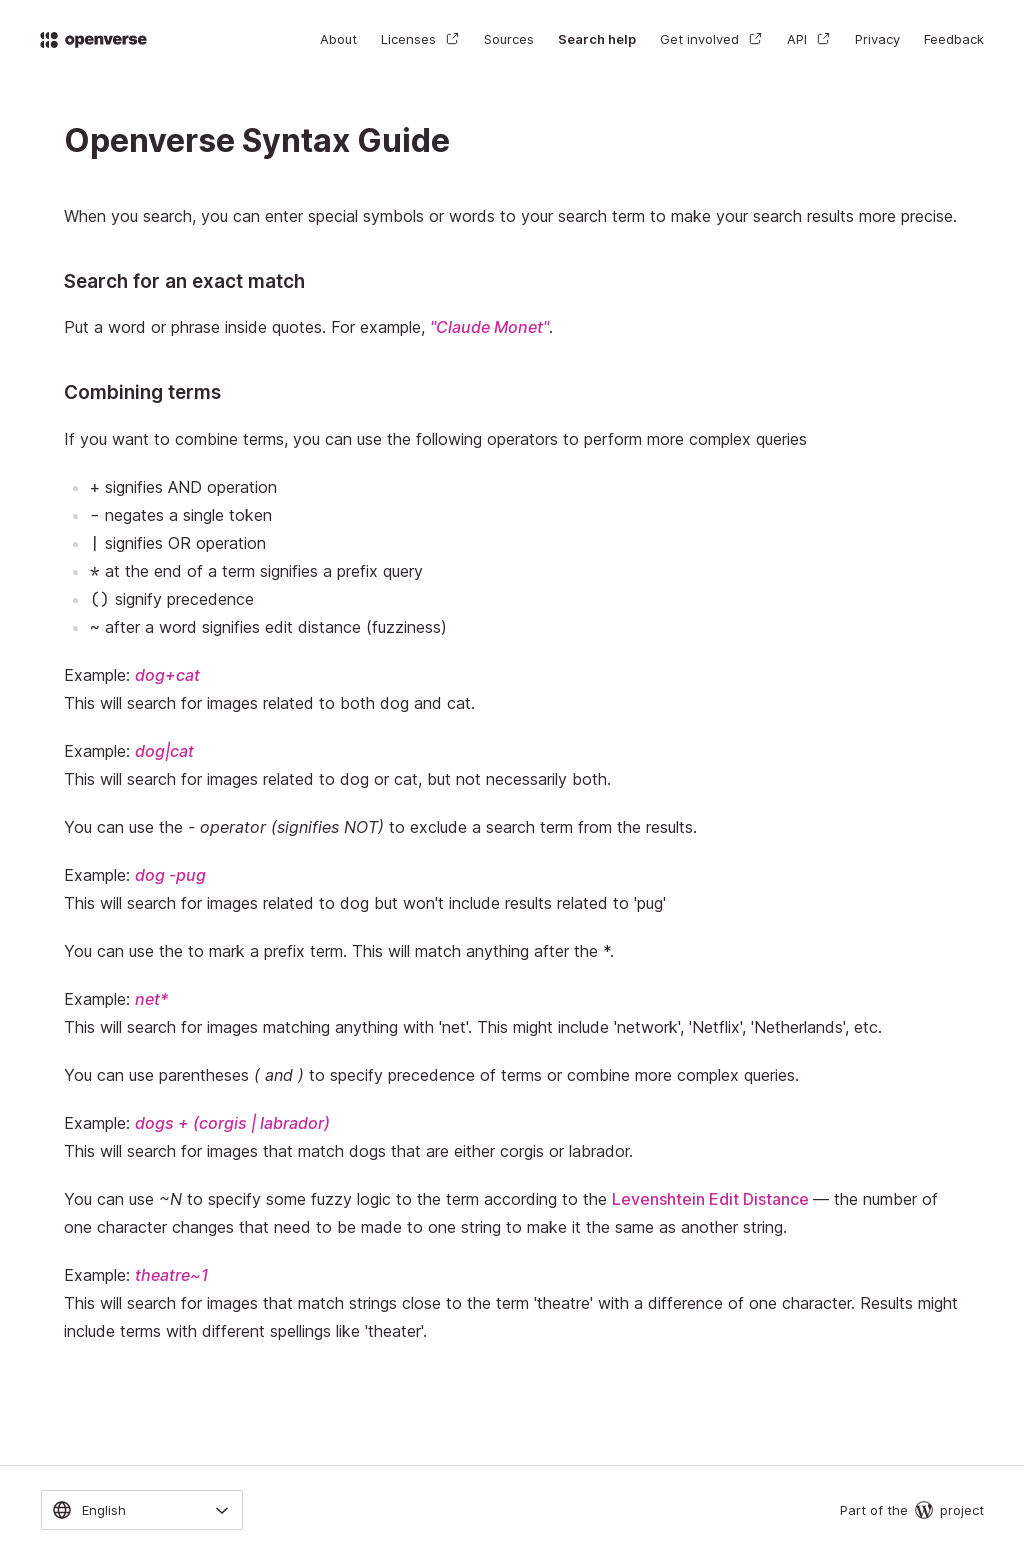 openverse
About Licenses Sources Search help Get involved API Privacy Feedback
Openverse Syntax Guide
When you search, you can enter special symbols or words to your search term to make your search results more precise.
Search for an exact match
Put a word or phrase inside quotes. For example, "Claude Monet".
Combining terms
If you want to combine terms, you can use the following operators to perform more complex queries
+ signifies AND operation
- negates a single token
| signifies OR operation
* at the end of a term signifies a prefix query
() signify precedence
~ after a word signifies edit distance (fuzziness)
Example: dog+cat
This will search for images related to both dog and cat.
Example: dog|cat
This will search for images related to dog or cat, but not necessarily both.
You can use the - operator (signifies NOT) to exclude a search term from the results.
Example: dog -pug
This will search for images related to dog but won't include results related to 'pug'
You can use the to mark a prefix term. This will match anything after the *.
Example: net*
This will search for images matching anything with 'net'. This might include 'network', 'Netflix', 'Netherlands', etc.
You can use parentheses ( and ) to specify precedence of terms or combine more complex queries.
Example: dogs + (corgis | labrador)
This will search for images that match dogs that are either corgis or labrador.
You can use ~N to specify some fuzzy logic to the term according to the Levenshtein Edit Distance — the number of
one character changes that need to be made to one string to make it the same as another string.
Example: theatre~1
This will search for images that match strings close to the term 'theatre' with a difference of one character. Results might
include terms with different spellings like 'theater'.
English
Part of the project